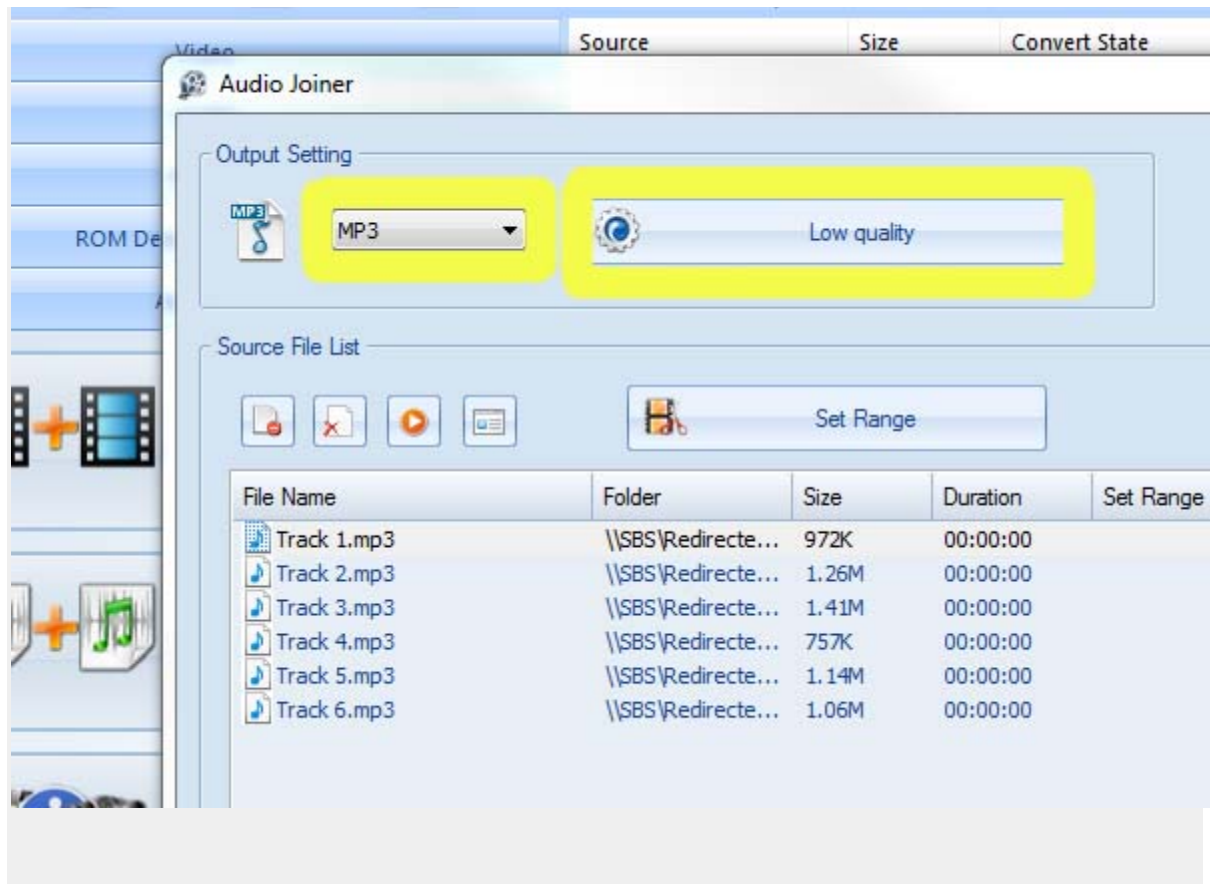 Source Size Convert State
Video
Audio Joiner
Output Setting
MP3 MP3 Low quality
ROM De
Source File List
Set Range
File Name Folder Size Duration Set Range
Track 1.mp3 \\SBS\Redirecte... 972K 00:00:00
Track 2.mp3 \\SBS\Redirecte... 1.26M 00:00:00
Track 3.mp3 \\SBS\Redirecte... 1.41M 00:00:00
Track 4.mp3 \\SBS\Redirecte... 757K 00:00:00
Track 5.mp3 \\SBS\Redirecte... 1.14M 00:00:00
Track 6.mp3 \\SBS\Redirecte... 1.06M 00:00:00